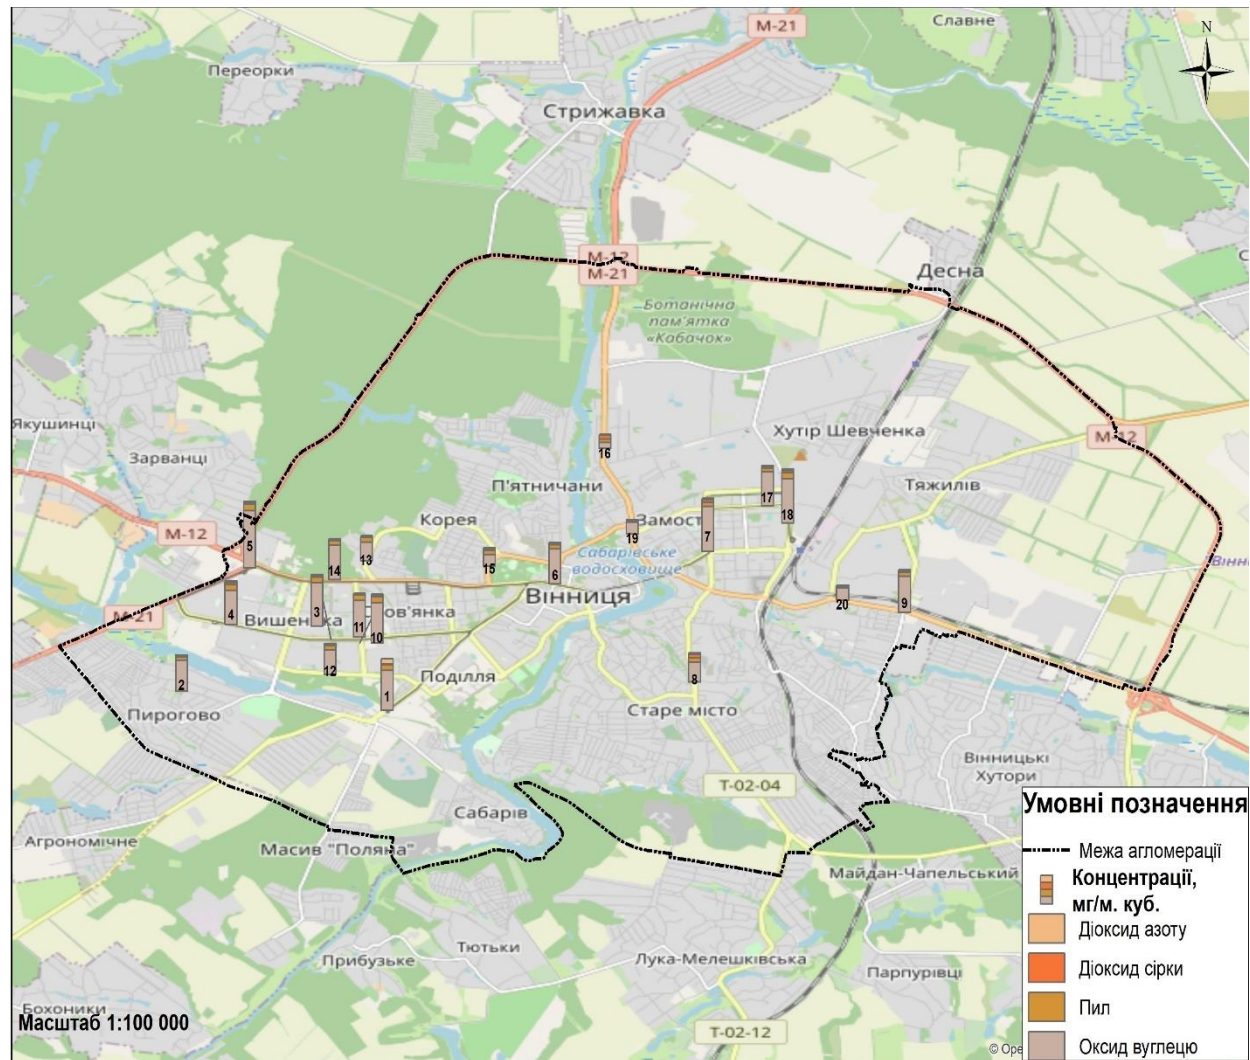 Славне
М-21
N
Переорки
Стрижавка
М-12
М-21
Десна
Ботанічна
пам'ятка
«Кабачок»
Якушинці
Зарванці
Хутір Шевченка
М-12
16
П'ятничани
17
Тяжилів
18
Корея
Замост
М-12
5
14
13
15
6
19
7
Сабарівське
водосховище
Вінн
4
3
Вишенька
11
10
ов'янка
Вінниця
20
9
М-21
2
12
1
Поділля
8
Пирогово
Старе місто
Вінницькі
Хутори
Т-02-04
Умовні позначення
Сабарів
Агрономічне
Масив "Поляна"
Межа агломерації
Майдан-Чапельський
Концентрації,
мг/м. куб.
Діоксид азоту
Тютьки
Прибузьке
Лука-Мелешківська
Парпурівці
Діоксид сірки
Бохоники
Пил
Масштаб 1:100 000
Т-02-12
© Ope
Оксид вуглецю